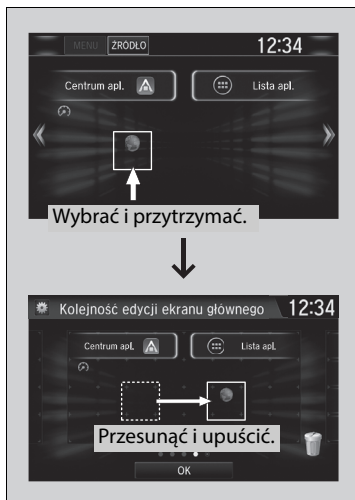 MENU ŹRÓDŁO 12:34
Centrum apl. Lista apl.
Wybrać i przytrzymać.
Kolejność edycji ekranu głównego 12:34
Centrum apl. Lista apl.
Przesunąć i upuścić.
OK